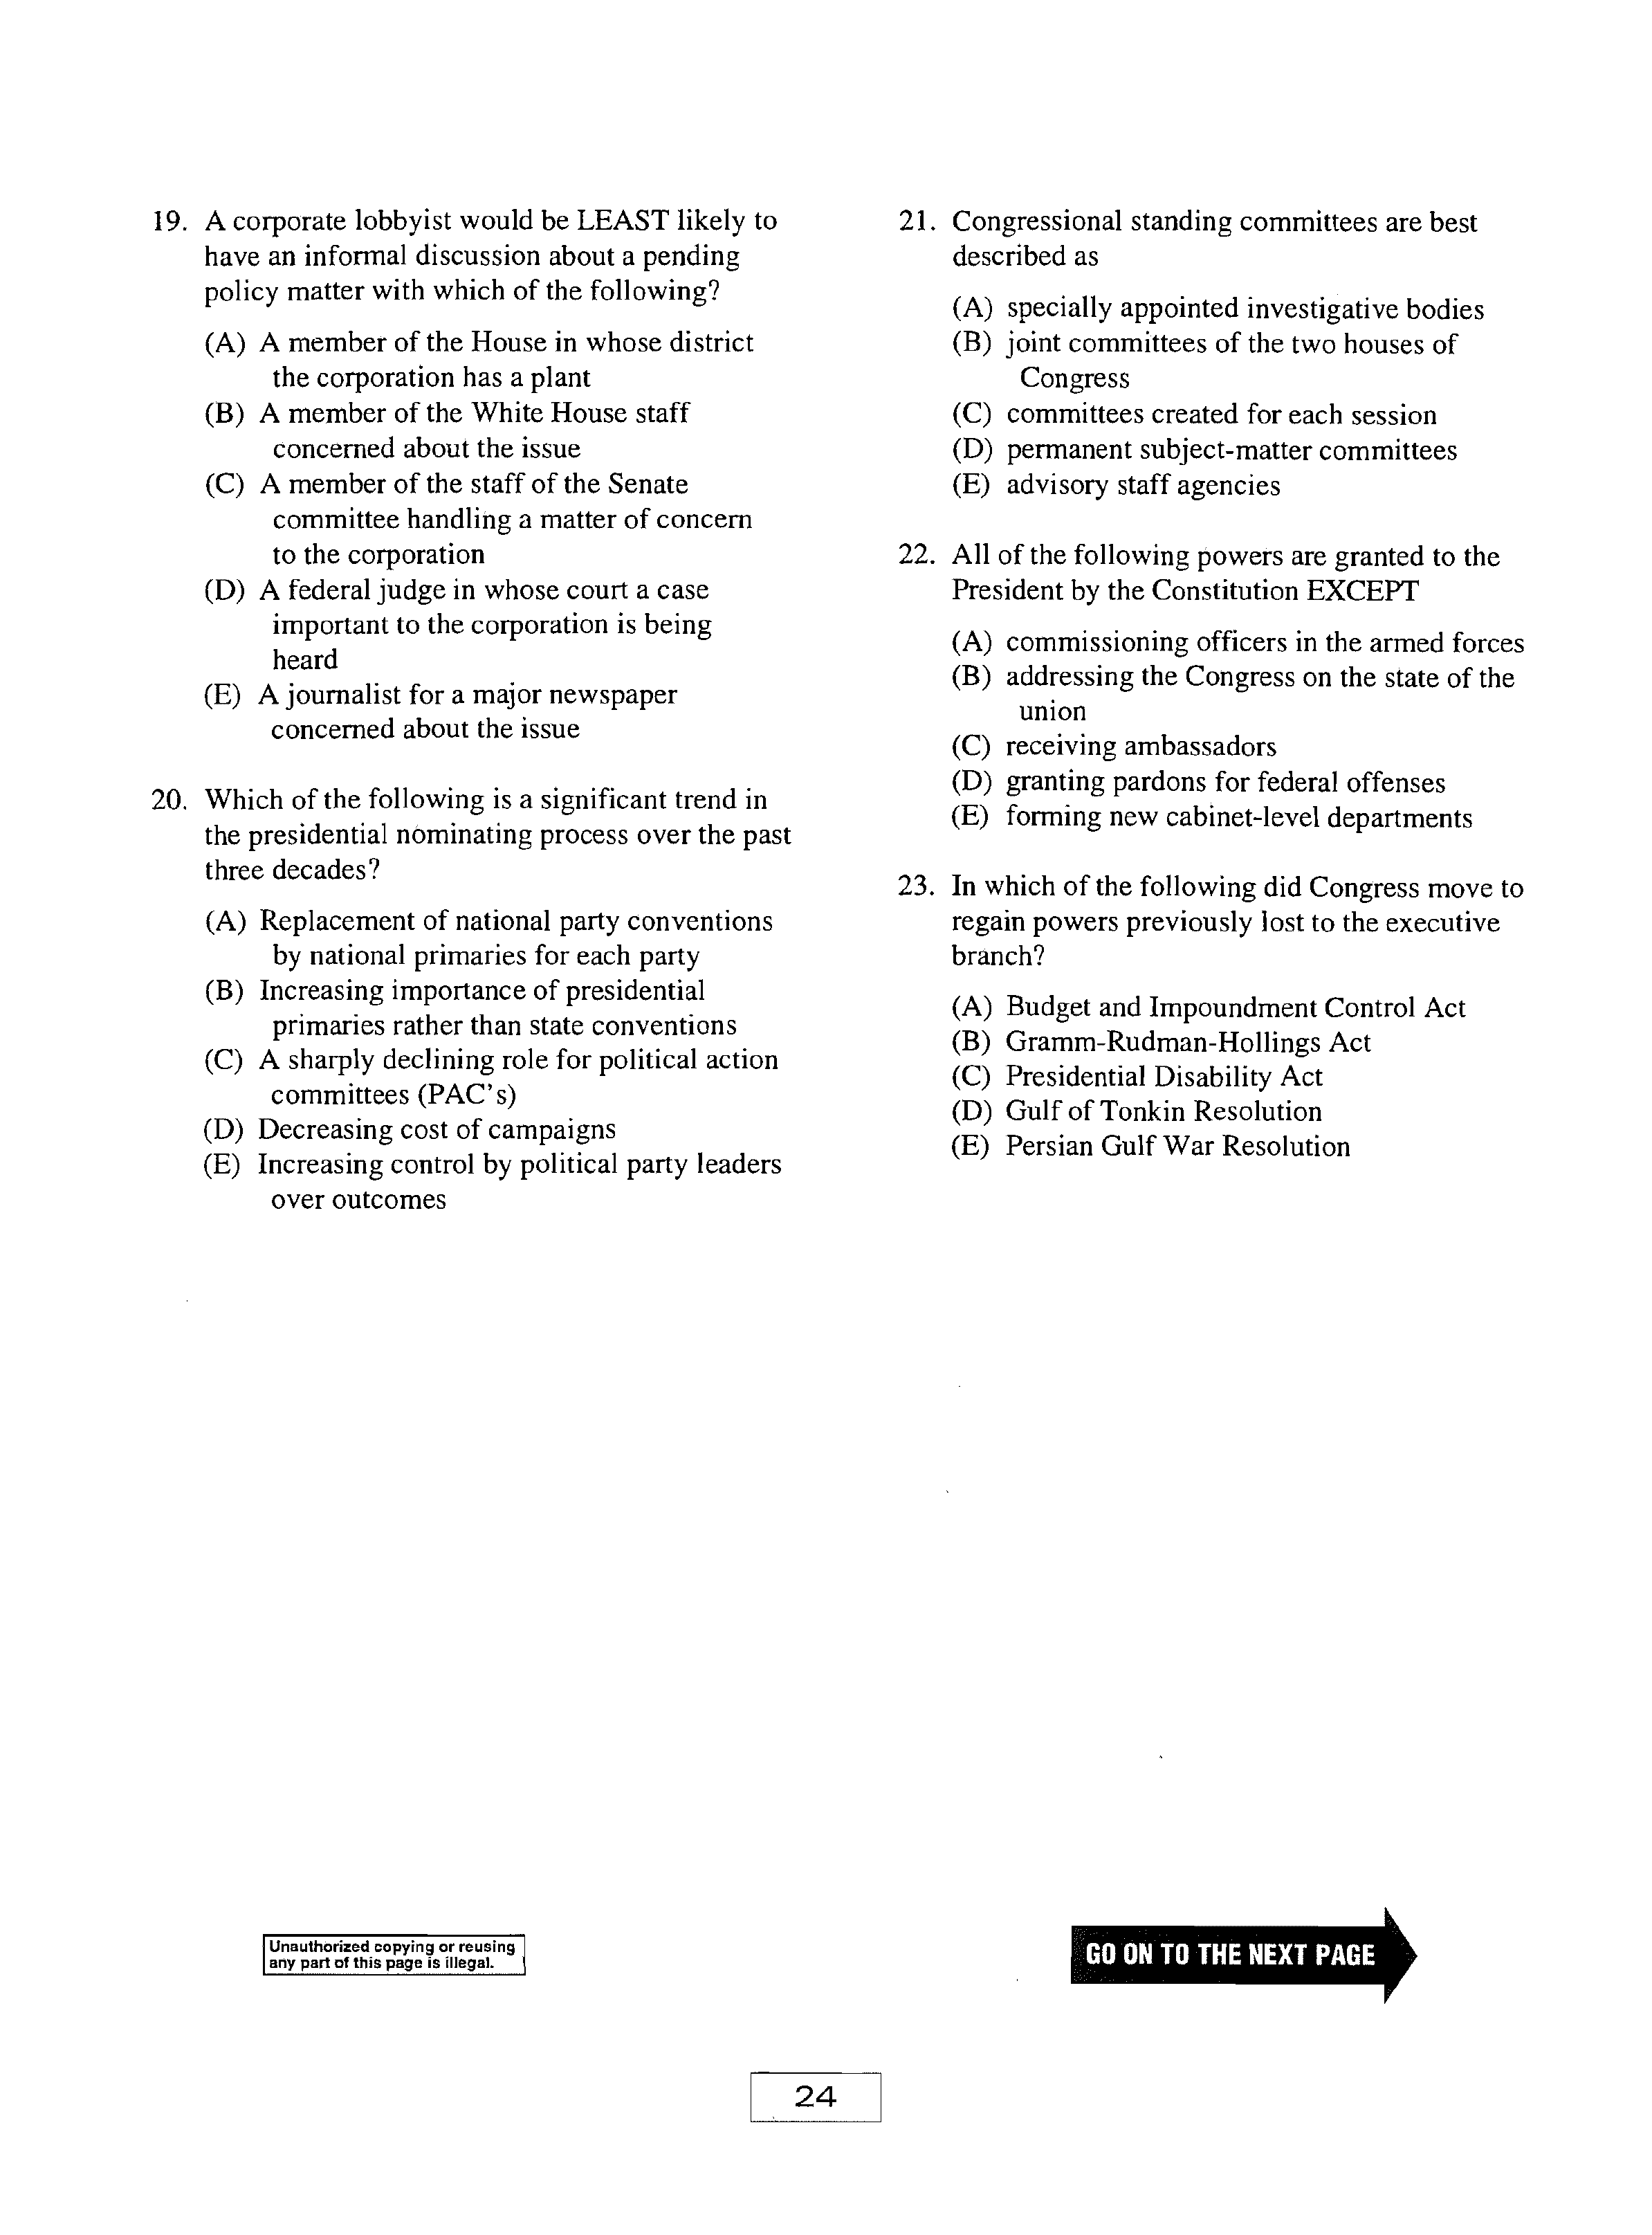 19. A corporate lobbyist would be LEAST likely to
have an informal discussion about a pending
policy matter with which of the following?
(A) A member of the House in whose district
the corporation has a plant
(B) A member of the White House staff
concerned about the issue
(C) A member of the staff of the Senate
committee handling a matter of concern
to the corporation
(D) A federal judge in whose court a case
important to the corporation is being
heard
(E) A journalist for a major newspaper
concerned about the issue
20. Which of the following is a significant trend in
the presidential nominating process over the past
three decades?
(A) Replacement of national party conventions
by national primaries for each party
(B) Increasing importance of presidential
primaries rather than state conventions
(C) A sharply declining role for political action
committees (PAC's)
(D) Decreasing cost of campaigns
(E) Increasing control by political party leaders
over outcomes
21. Congressional standing committees are best
described as
(A) specially appointed investigative bodies
(B) joint committees of the two houses of
Congress
(C) committees created for each session
(D) permanent subject-matter committees
(E) advisory staff agencies
22. All of the following powers are granted to the
President by the Constitution EXCEPT
(A) commissioning officers in the armed forces
(B) addressing the Congress on the state of the
union
(C) receiving ambassadors
(D) granting pardons for federal offenses
(E) forming new cabinet-level departments
23. In which of the following did Congress move to
regain powers previously lost to the executive
branch?
(A) Budget and Impoundment Control Act
(B) Gramm-Rudman-Hollings Act
(C) Presidential Disability Act
(D) Gulf of Tonkin Resolution
(E) Persian Gulf War Resolution
Unauthorized copying or reusing
any part of this page is illegal.
GO ON TO THE NEXT PAGE
24